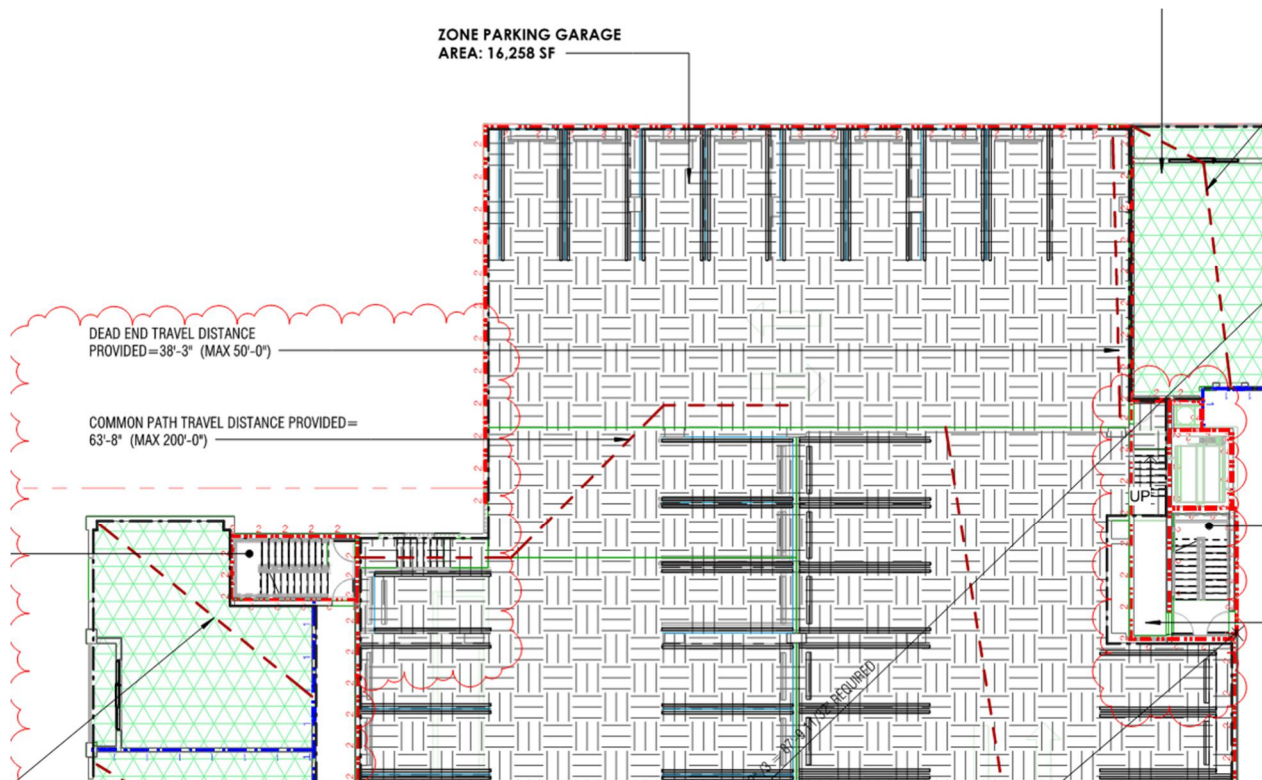 ZONE PARKING GARAGE
AREA: 16,258 SF
DEAD END TRAVEL DISTANCE
PROVIDED=38'-3" (MAX 50'-0")
COMMON PATH TRAVEL DISTANCE PROVIDED=
63'-8" (MAX 200'-0")
UP
REQUIRED